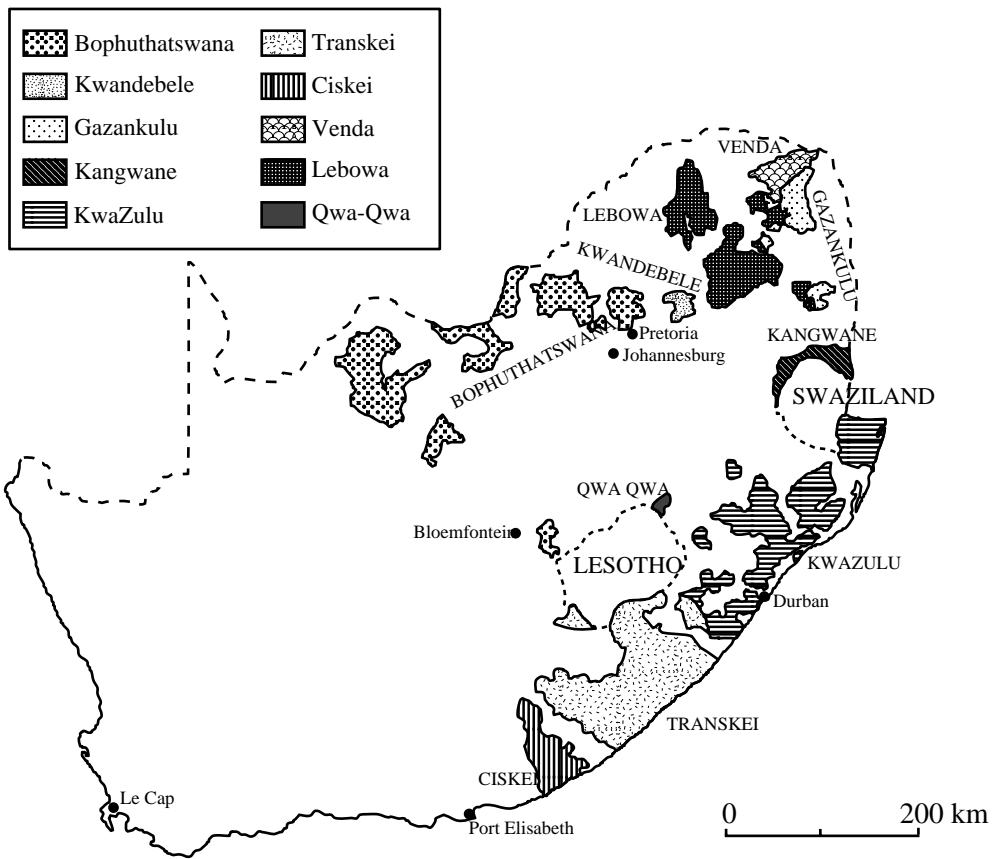 Bophuthatswana
Transkei
Kwandebele
Ciskei
Gazankulu
Venda
Kangwane
Lebowa
KwaZulu
Qwa-Qwa
VENDA
LEBOWA
GAZANKULU
KWANDEBELE
BOPHUTHATSWANA
Pretoria
Johannesburg
KANGWANE
SWAZILAND
QWA QWA
Bloemfontein
LESOTHO
KWAZULU
Durban
TRANSKEI
CISKEI
Le Cap
Port Elisabeth
0 200 km